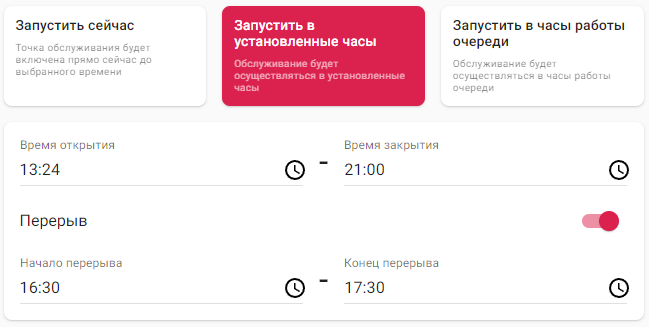 Запустить сейчас
Точка обслуживания будет
включена прямо сейчас до
выбранного времени
Запустить в
установленные часы
Обслуживание будет
осуществляться в установленные
часы
Запустить в часы работы
очереди
Обслуживание будет
осуществляться в часы работы
очереди
Время открытия
13:24
-
Время закрытия
21:00
Перерыв
Начало перерыва
16:30
-
Конец перерыва
17:30